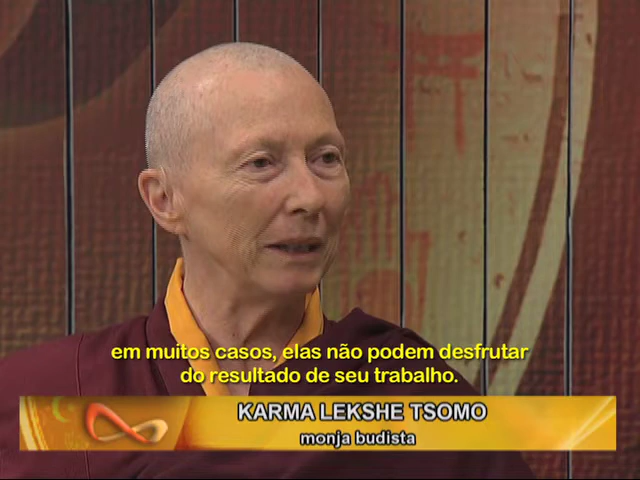 em muitos casos, elas não podem desfrutar
do resultado de seu trabalho.
KARMA LEKSHE TSOMO
monja budista